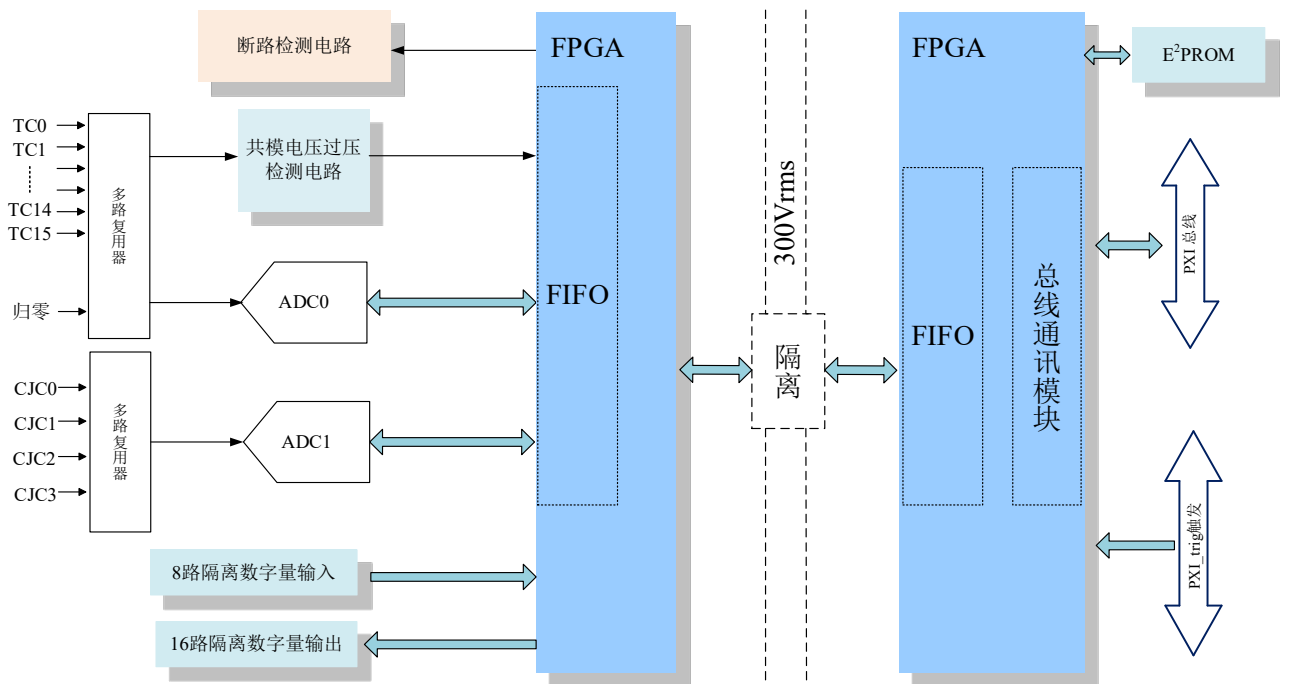 断路检测电路
FPGA
FPGA
E²PROM
TC0
TC1
TC14
TC15
归零
多路复用器
共模电压过压
检测电路
ADC0
FIFO
300Vrms
隔离
FIFO
总线通讯模块
PXI 总线
CJC0
CJC1
CJC2
CJC3
多路复用器
ADC1
PXI_trig触发
8路隔离数字量输入
16路隔离数字量输出